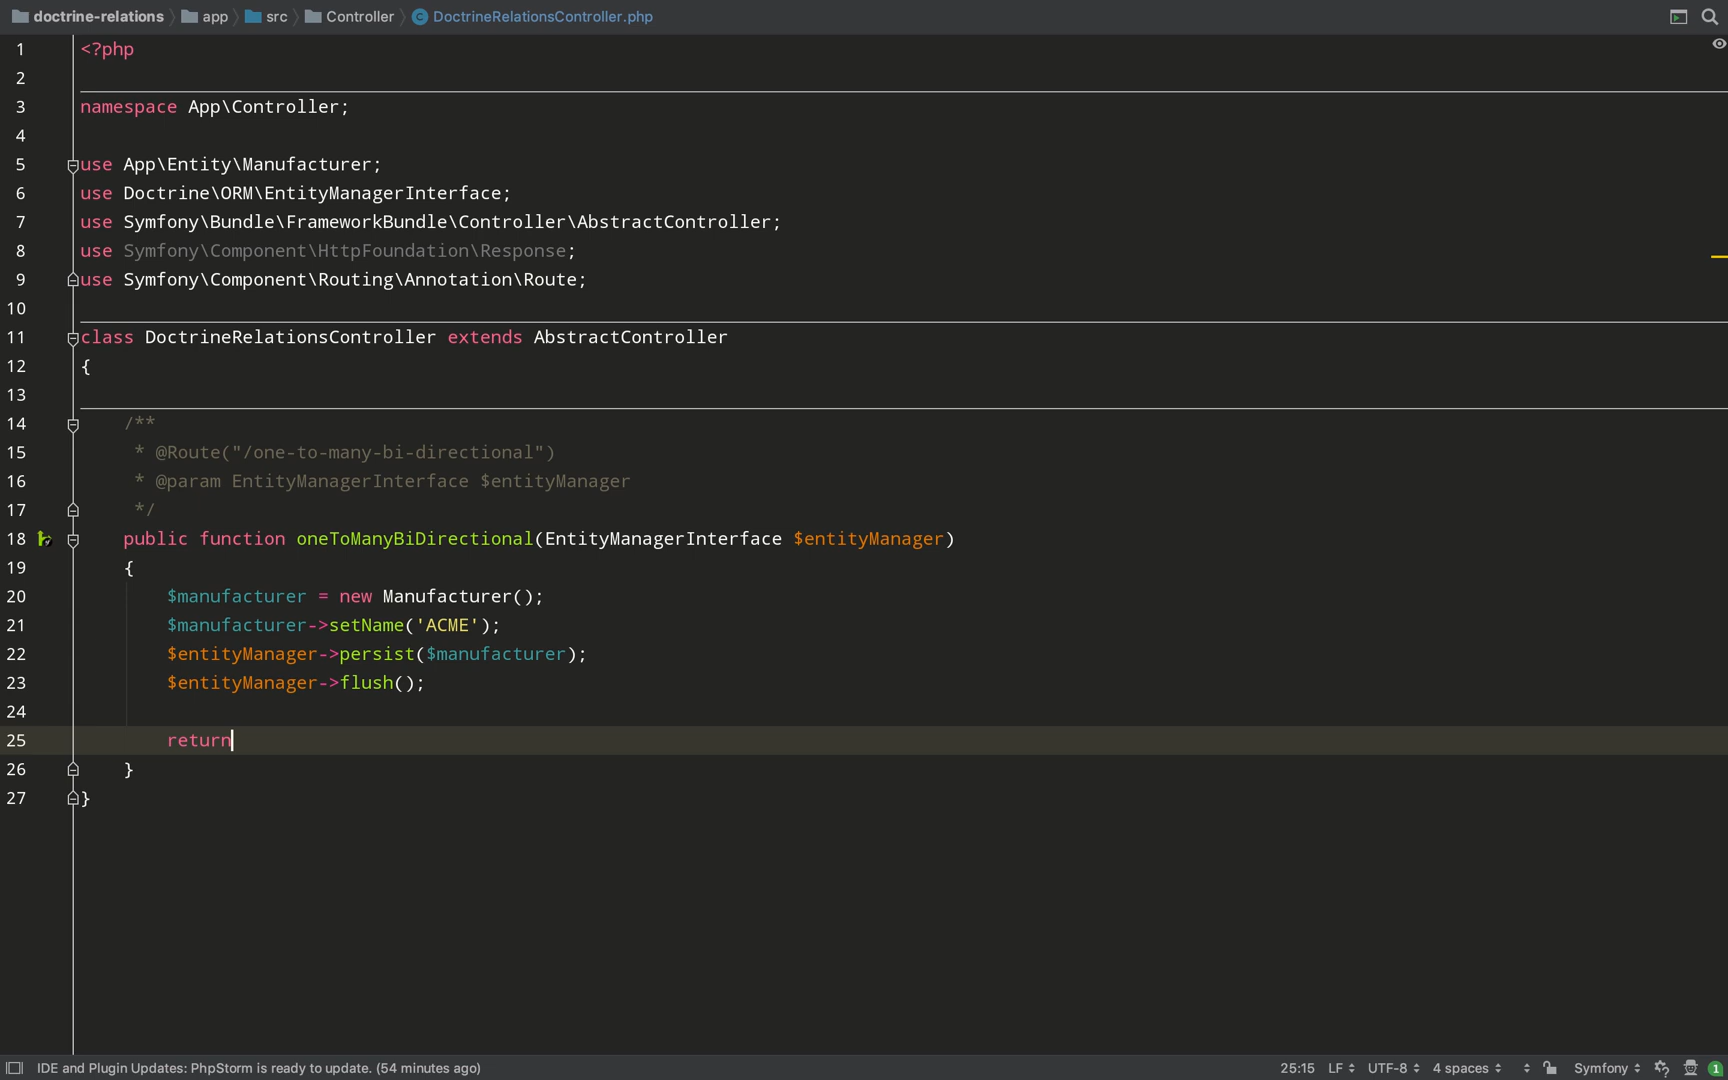 doctrine-relations app src Controller DoctrineRelationsController.php
1 <?php
2
3 namespace App\Controller;
4
5 use App\Entity\Manufacturer;
6 use Doctrine\ORM\EntityManagerInterface;
7 use Symfony\Bundle\FrameworkBundle\Controller\AbstractController;
8 use Symfony\Component\HttpFoundation\Response;
9 use Symfony\Component\Routing\Annotation\Route;
10
11 class DoctrineRelationsController extends AbstractController
12 {
13
14     /**
15      * @Route("/one-to-many-bi-directional")
16      * @param EntityManagerInterface $entityManager
17      */
18     public function oneToManyBiDirectional(EntityManagerInterface $entityManager)
19     {
20         $manufacturer = new Manufacturer();
21         $manufacturer->setName('ACME');
22         $entityManager->persist($manufacturer);
23         $entityManager->flush();
24
25         return
26     }
27 }
IDE and Plugin Updates: PhpStorm is ready to update. (54 minutes ago) 25:15 LF UTF-8 4 spaces Symfony 1